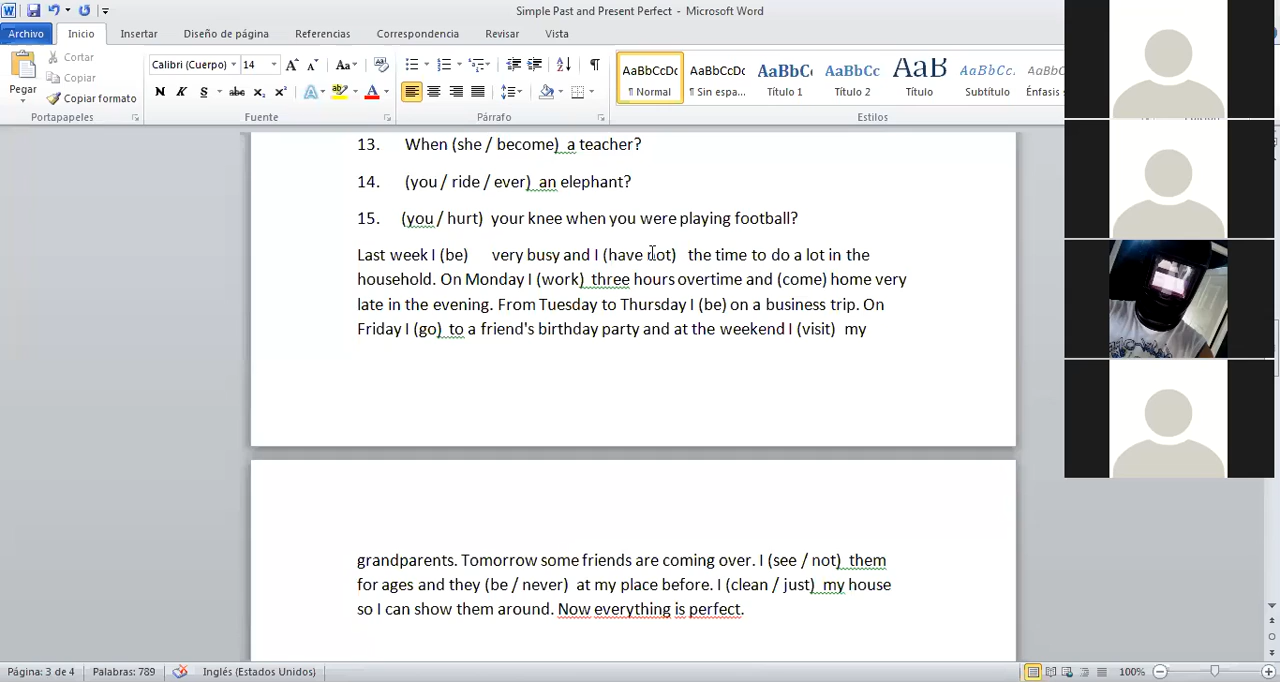 Simple Past and Present Perfect - Microsoft Word
Archivo Inicio Insertar Diseño de página Referencias Correspondencia Revisar Vista
Cortar
Copiar
Copiar formato
Pegar
Portapapeles
Calibri (Cuerpo) 14
N K S abc x₂ x²
Fuente
Párrafo
AaBbCcDc AaBbCcDc AaBbC AaBbCc AaB AaBbCc AaBbCc
¶ Normal ¶ Sin espa... Título 1 Título 2 Título Subtítulo Énfasis
Estilos
13. When (she / become) a teacher?
14. (you / ride / ever) an elephant?
15. (you / hurt) your knee when you were playing football?
Last week I (be) very busy and I (have not) the time to do a lot in the
household. On Monday I (work) three hours overtime and (come) home very
late in the evening. From Tuesday to Thursday I (be) on a business trip. On
Friday I (go) to a friend's birthday party and at the weekend I (visit) my
grandparents. Tomorrow some friends are coming over. I (see / not) them
for ages and they (be / never) at my place before. I (clean / just) my house
so I can show them around. Now everything is perfect.
Página: 3 de 4 Palabras: 789 Inglés (Estados Unidos) 100%